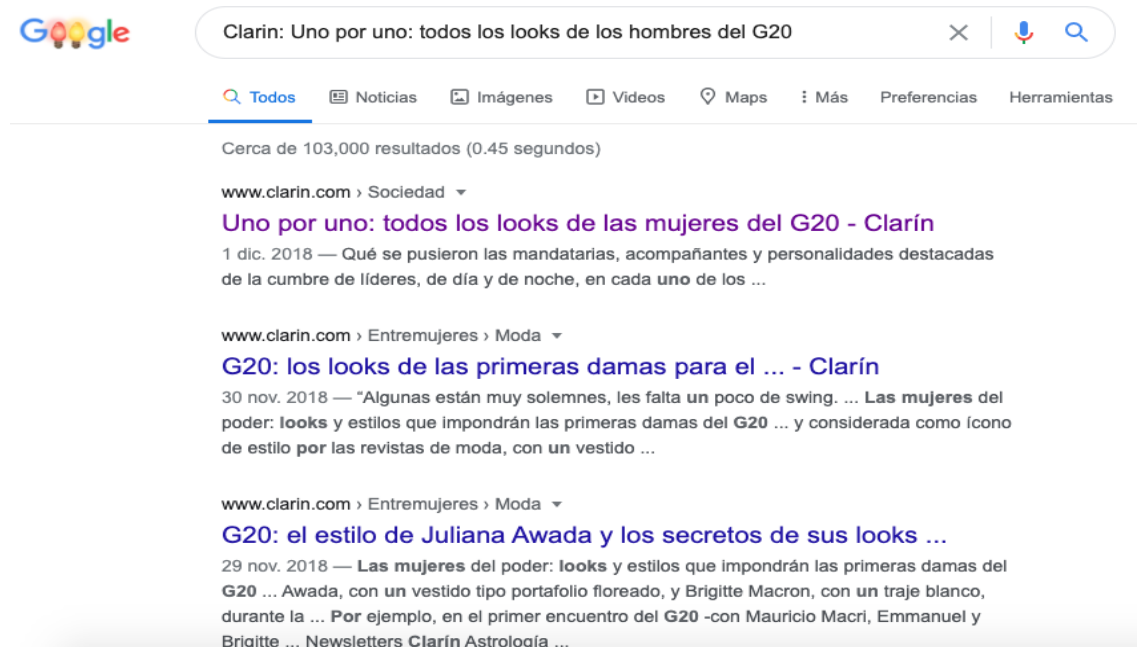 Google
Clarin: Uno por uno: todos los looks de los hombres del G20
Todos Noticias Imágenes Videos Maps Más Preferencias Herramientas
Cerca de 103,000 resultados (0.45 segundos)
www.clarin.com › Sociedad
Uno por uno: todos los looks de las mujeres del G20 - Clarín
1 dic. 2018 — Qué se pusieron las mandatarias, acompañantes y personalidades destacadas
de la cumbre de líderes, de día y de noche, en cada uno de los ...
www.clarin.com › Entremujeres › Moda
G20: los looks de las primeras damas para el ... - Clarín
30 nov. 2018 — “Algunas están muy solemnes, les falta un poco de swing. ... Las mujeres del
poder: looks y estilos que impondrán las primeras damas del G20 ... y considerada como ícono
de estilo por las revistas de moda, con un vestido ...
www.clarin.com › Entremujeres › Moda
G20: el estilo de Juliana Awada y los secretos de sus looks ...
29 nov. 2018 — Las mujeres del poder: looks y estilos que impondrán las primeras damas del
G20 ... Awada, con un vestido tipo portafolio floreado, y Brigitte Macron, con un traje blanco,
durante la ... Por ejemplo, en el primer encuentro del G20 -con Mauricio Macri, Emmanuel y
Brigitte ... Newsletters Clarín Astrología ...